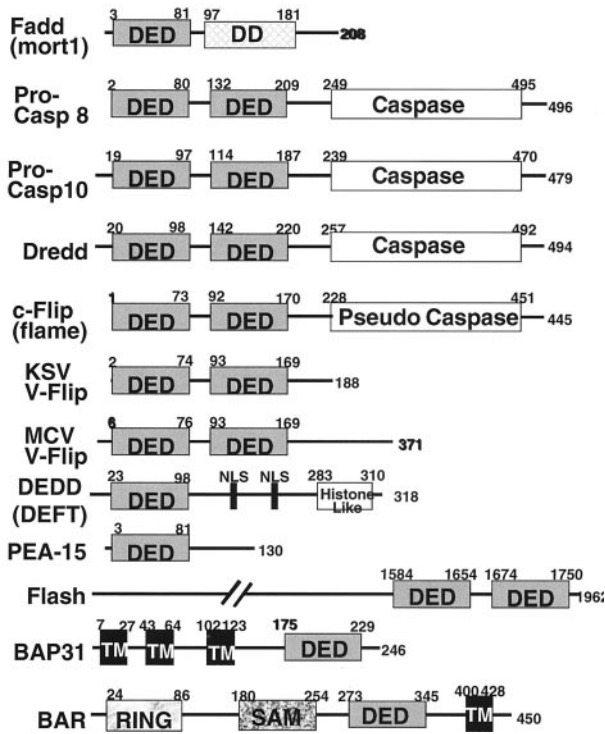 3 81 97 181
Fadd (mort1) DED DD 208
2 80 132 209 249 495
Pro-Casp 8 DED DED Caspase 496
19 97 114 187 239 470
Pro-Casp10 DED DED Caspase 479
20 98 142 220 257 492
Dredd DED DED Caspase 494
1 73 92 170 228 451
c-Flip (flame) DED DED Pseudo Caspase 445
2 74 93 169
KSV V-Flip DED DED 188
6 76 93 169
MCV V-Flip DED DED 371
23 98 NLS NLS 283 310
DEDD (DEFT) DED Histone Like 318
3 81
PEA-15 DED 130
1584 1654 1674 1750
Flash DED DED 1962
7 27 43 64 102 123 175 229
BAP31 TM TM TM DED 246
24 86 180 254 273 345 400 428
BAR RING SAM DED TM 450